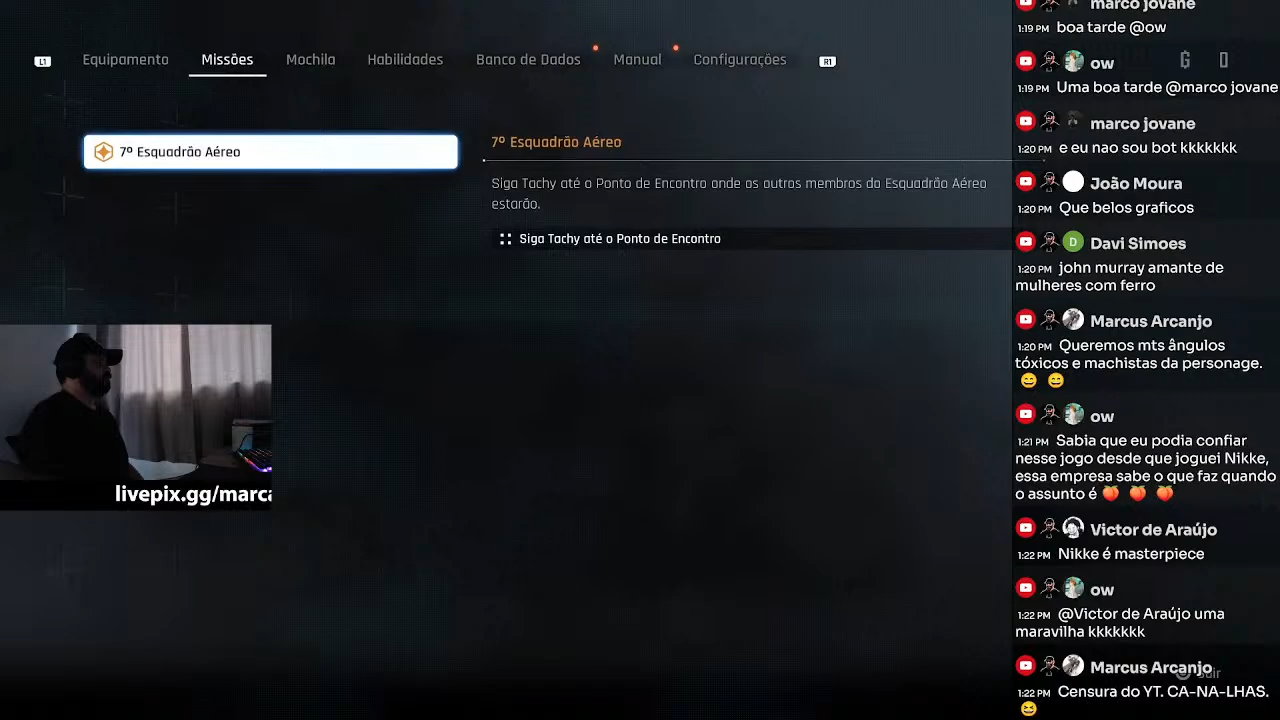 L1 Equipamento Missões Mochila Habilidades Banco de Dados Manual Configurações R1
7º Esquadrão Aéreo
7º Esquadrão Aéreo
Siga Tachy até o Ponto de Encontro onde os outros membros do Esquadrão Aéreo
estarão.
Siga Tachy até o Ponto de Encontro
livepix.gg/marca
marco jovane
1:19 PM boa tarde @ow
ow
1:19 PM Uma boa tarde @marco jovane
marco jovane
1:20 PM e eu nao sou bot kkkkkkk
João Moura
1:20 PM Que belos graficos
D Davi Simoes
1:20 PM john murray amante de
mulheres com ferro
Marcus Arcanjo
1:20 PM Queremos mts ângulos
tóxicos e machistas da personage.
😄 😄
ow
1:21 PM Sabia que eu podia confiar
nesse jogo desde que joguei Nikke,
essa empresa sabe o que faz quando
o assunto é 🍑 🍑 🍑
Victor de Araújo
1:22 PM Nikke é masterpiece
ow
1:22 PM @Victor de Araújo uma
maravilha kkkkkkk
Marcus Arcanjo
1:22 PM Censura do YT. CA-NA-LHAS.
😆